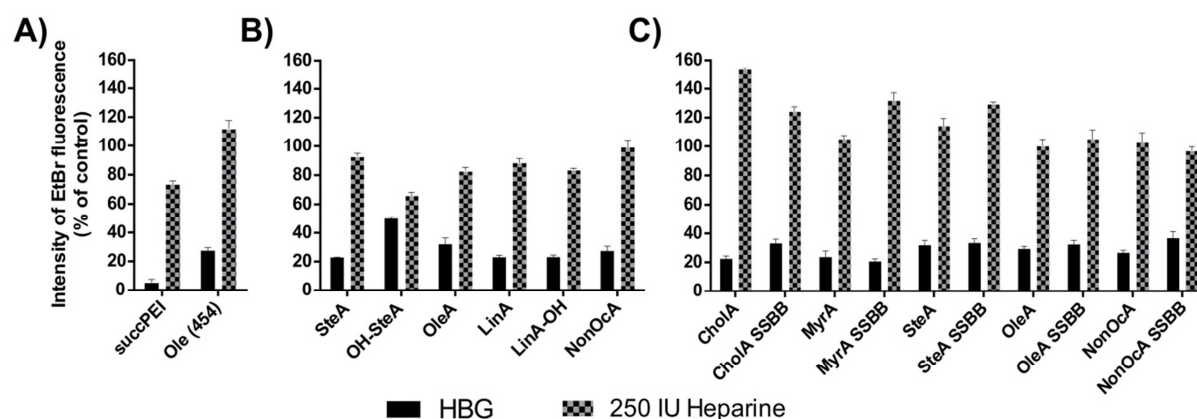 A)
B)
C)
Intensity of EtBr fluorescence
(% of control)
160
140
120
100
80
60
40
20
0
succPEI
Ole (454)
160
140
120
100
80
60
40
20
0
SteA
OH-SteA
OleA
LinA
LinA-OH
NonOcA
160
140
120
100
80
60
40
20
0
CholA
CholA SSBB
MyrA
MyrA SSBB
SteA
SteA SSBB
OleA
OleA SSBB
NonOcA
NonOcA SSBB
HBG
250 IU Heparine